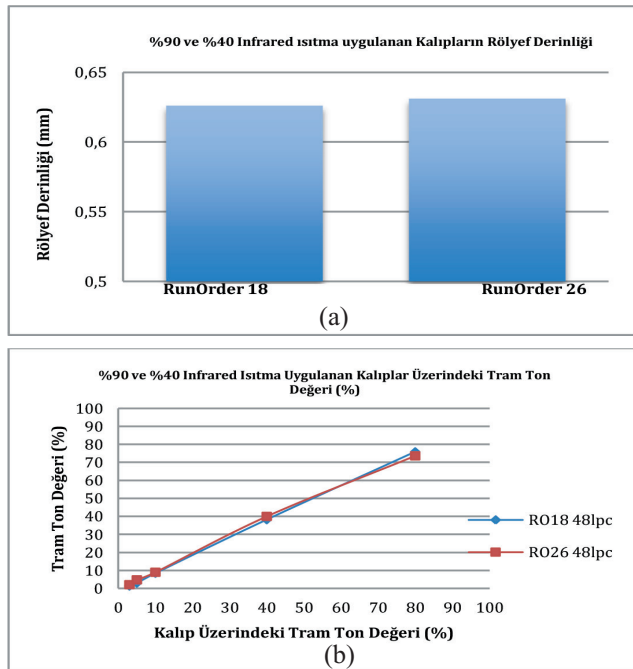 %90 ve %40 Infrared ısıtma uygulanan Kalıpların Rölyef Derinliği
0,65
0,6
0,55
0,5
Rölyef Derinliği (mm)
RunOrder 18
RunOrder 26
(a)
%90 ve %40 Infrared Isıtma Uygulanan Kalıplar Üzerindeki Tram Ton
Değeri (%)
100
90
80
70
60
50
40
30
20
10
0
Tram Ton Değeri (%)
0 10 20 30 40 50 60 70 80 90 100
Kalıp Üzerindeki Tram Ton Değeri (%)
RO18 48lpc
RO26 48lpc
(b)